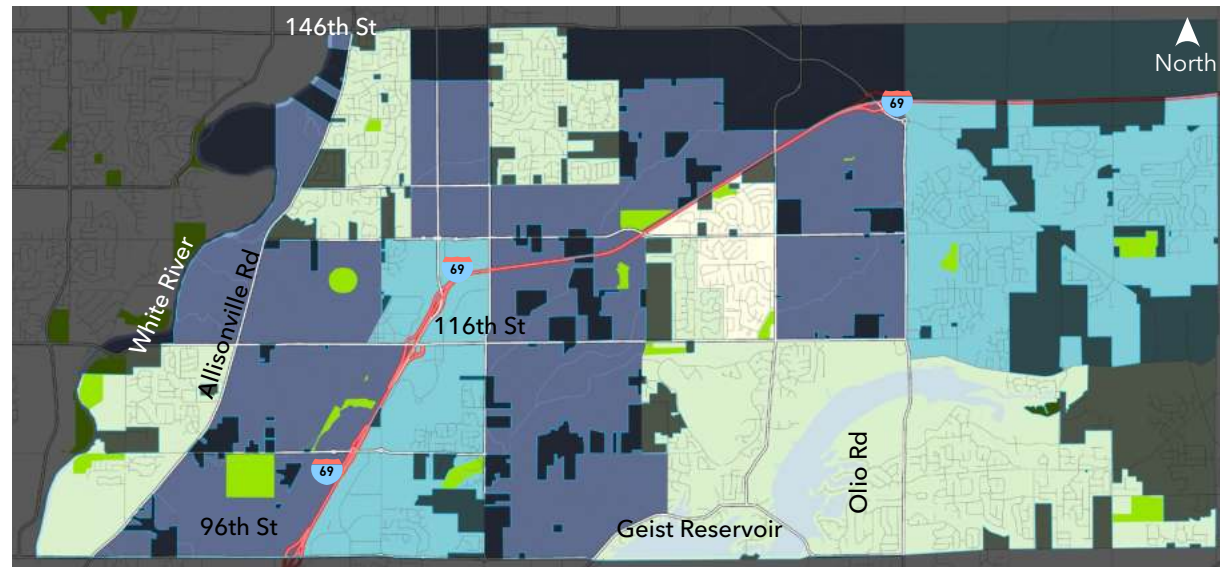 146th St
North
69
White River
Allisonville Rd
69
116th St
69
96th St
Olio Rd
Geist Reservoir